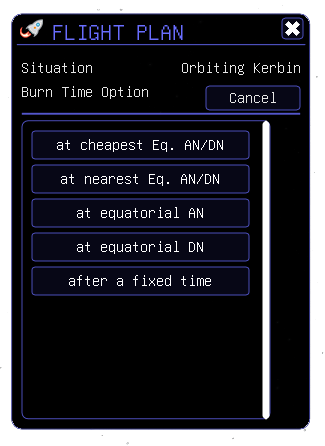 FLIGHT PLAN
Situation Orbiting Kerbin
Burn Time Option Cancel
at cheapest Eq. AN/DN
at nearest Eq. AN/DN
at equatorial AN
at equatorial DN
after a fixed time